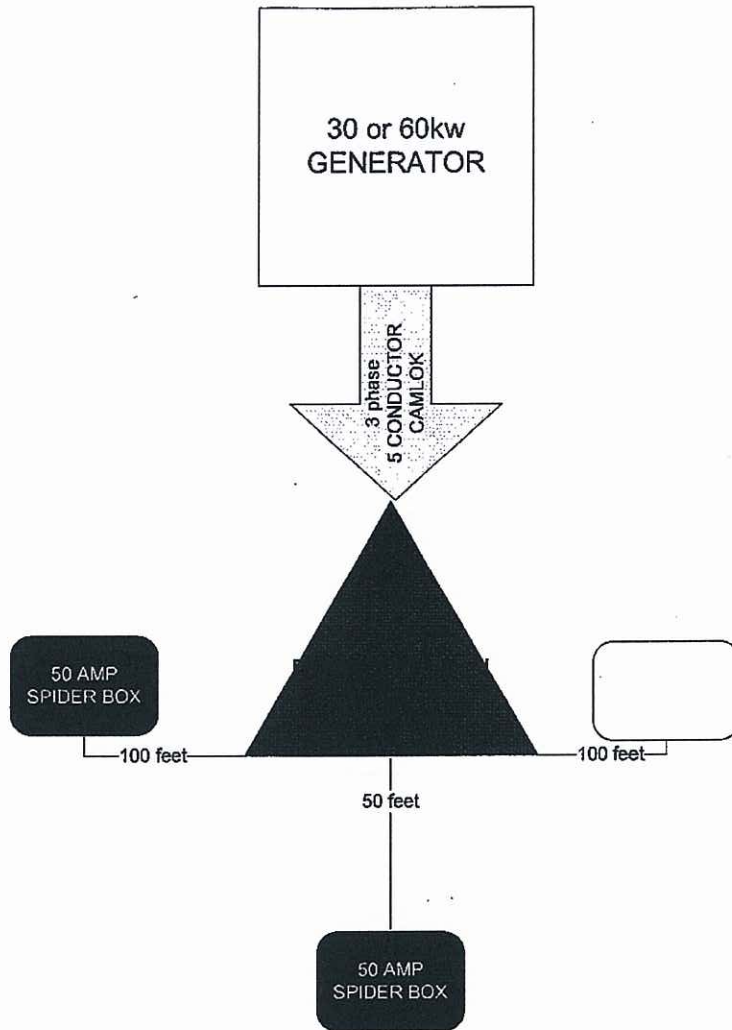 30 or 60kw
GENERATOR
3 phase
5 CONDUCTOR
CAMLOK
50 AMP
SPIDER BOX
100 feet
100 feet
50 feet
50 AMP
SPIDER BOX